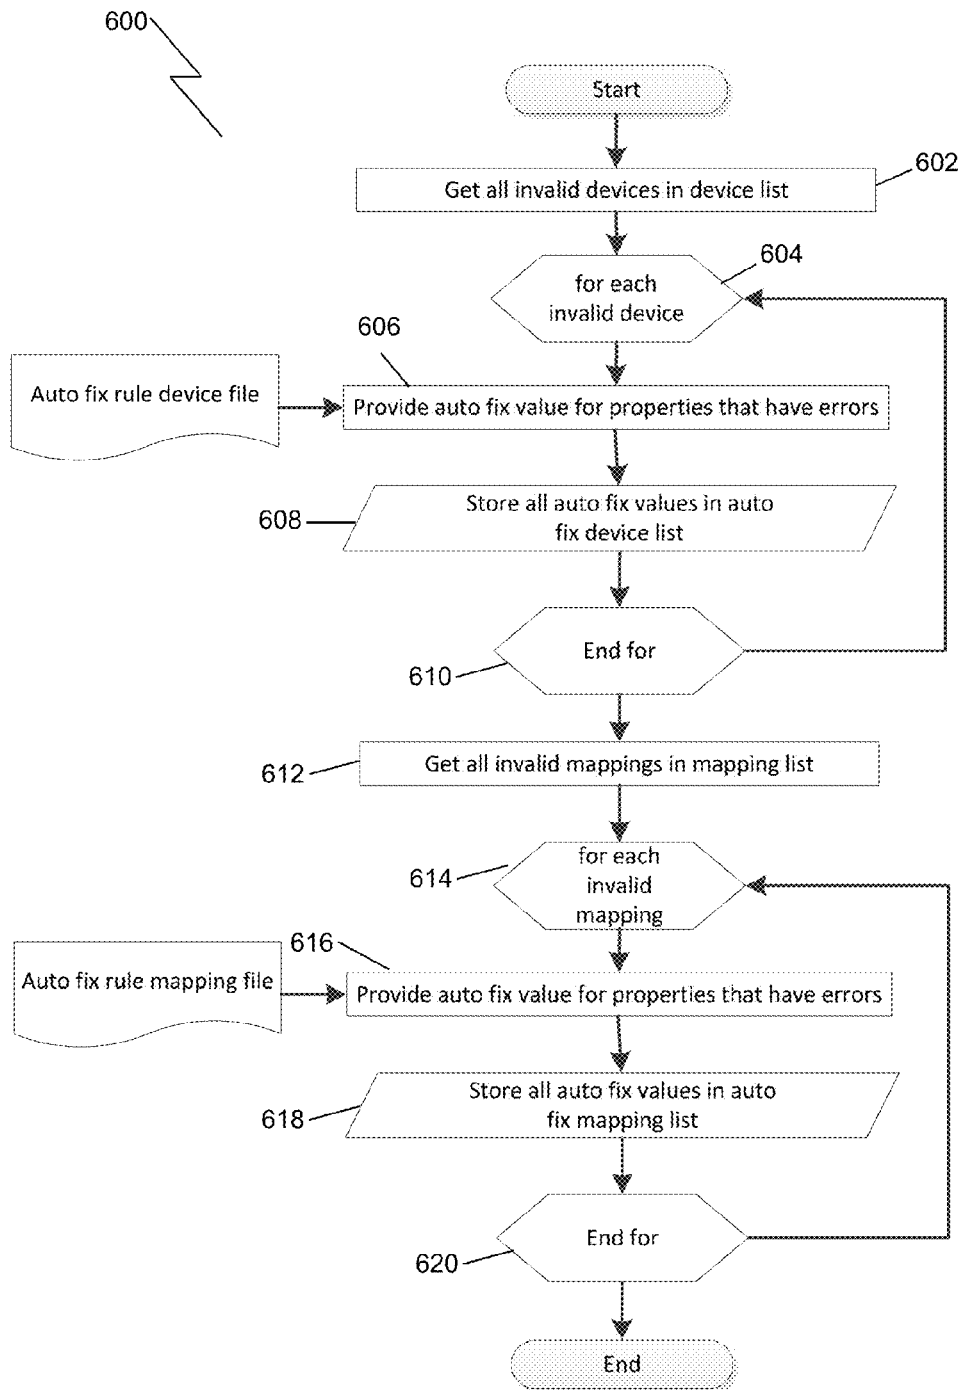 600
Start
Get all invalid devices in device list
602
for each
invalid device
604
606
Auto fix rule device file
Provide auto fix value for properties that have errors
Store all auto fix values in auto
fix device list
608
End for
610
Get all invalid mappings in mapping list
612
for each
invalid
mapping
614
616
Auto fix rule mapping file
Provide auto fix value for properties that have errors
Store all auto fix values in auto
fix mapping list
618
End for
620
End